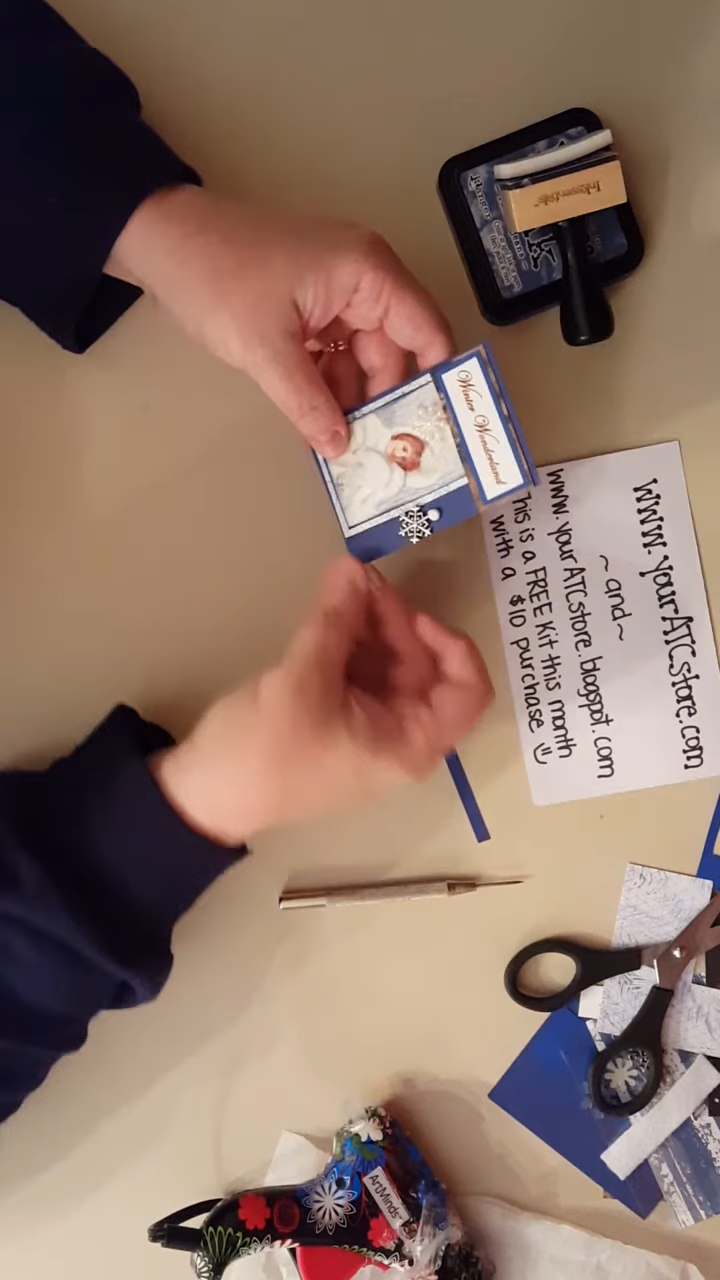 Winter Wonderland
www.yourATCstore.com
~and~
www.yourATCstore.blogspot.com
This is a FREE Kit this month
with a $10 purchase
ArtMinds
Inkssentials